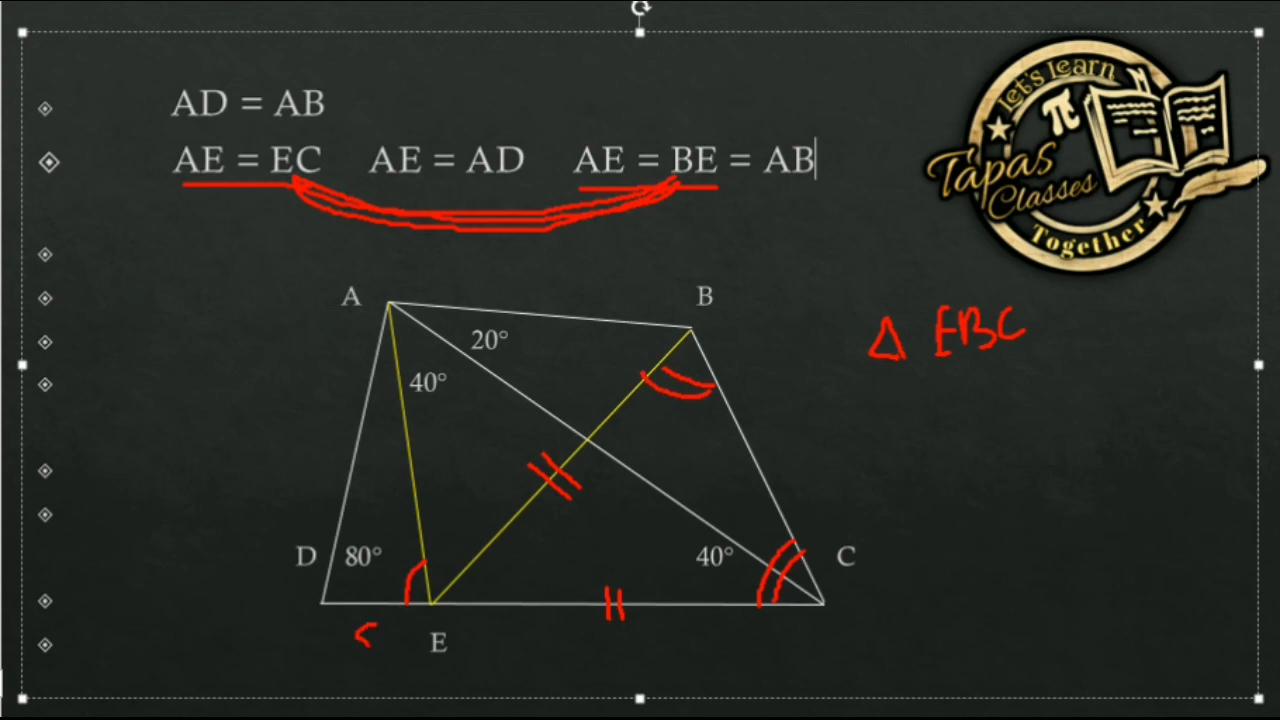 AD = AB
AE = EC AE = AD AE = BE = AB
Let's Learn
π
Tapas
Classes
Together
A
B
20°
40°
Δ EBC
D 80°
40° C
E